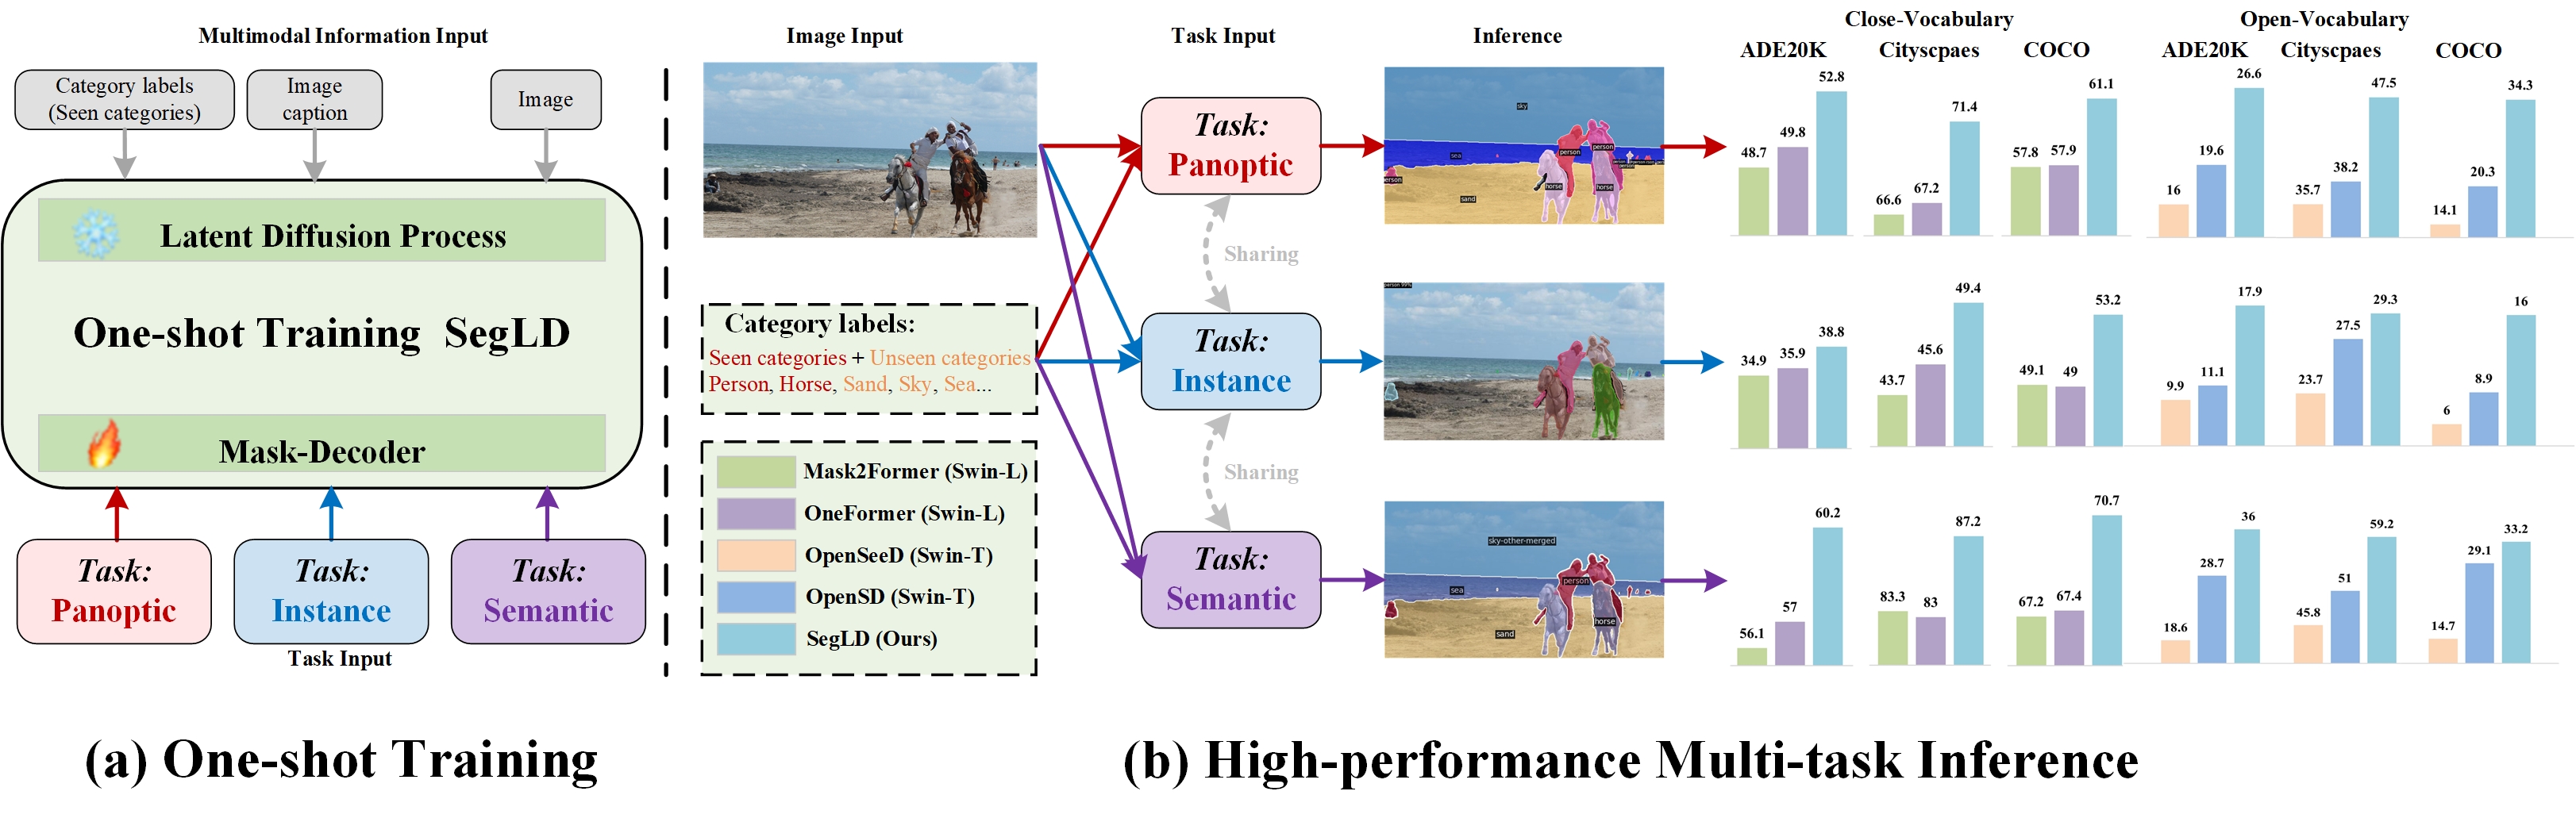 Multimodal Information Input
Category labels
(Seen categories)
Image
caption
Image
Latent Diffusion Process
One-shot Training SegLD
Mask-Decoder
Task:
Panoptic
Task:
Instance
Task:
Semantic
Task Input
(a) One-shot Training
Image Input
Task Input
Inference
Category labels:
Seen categories + Unseen categories
Person, Horse, Sand, Sky, Sea...
Mask2Former (Swin-L)
OneFormer (Swin-L)
OpenSeeD (Swin-T)
OpenSD (Swin-T)
SegLD (Ours)
Task:
Panoptic
Sharing
Task:
Instance
Sharing
Task:
Semantic
sky
sea
person
person
person
horse
horse
sand
person 99%
sky-other-merged
person
sea
horse
sand
Close-Vocabulary
Open-Vocabulary
ADE20K
Cityscpaes
COCO
ADE20K
Cityscpaes
COCO
48.7
49.8
52.8
66.6
67.2
71.4
57.8
57.9
61.1
16
19.6
26.6
35.7
38.2
47.5
14.1
20.3
34.3
34.9
35.9
38.8
43.7
45.6
49.4
49.1
49
53.2
9.9
11.1
17.9
23.7
27.5
29.3
6
8.9
16
56.1
57
60.2
83.3
83
87.2
67.2
67.4
70.7
18.6
28.7
36
45.8
51
59.2
14.7
29.1
33.2
(b) High-performance Multi-task Inference